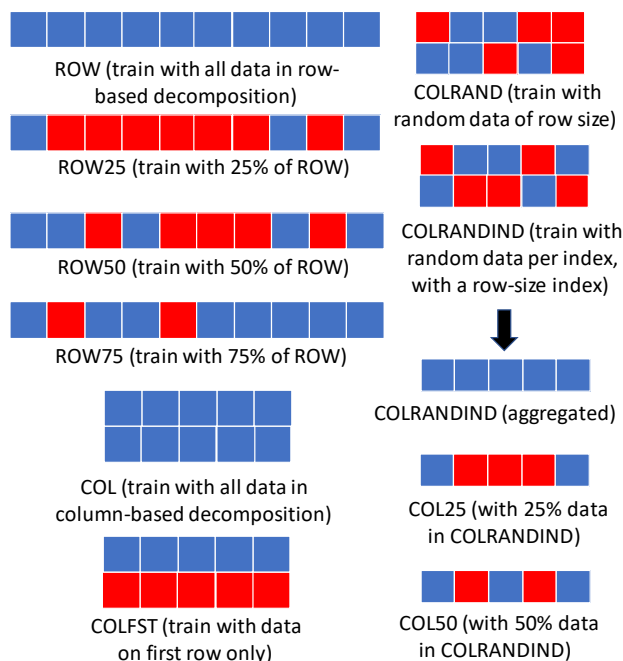 ROW (train with all data in row-
based decomposition)
ROW25 (train with 25% of ROW)
ROW50 (train with 50% of ROW)
ROW75 (train with 75% of ROW)
COL (train with all data in
column-based decomposition)
COLFST (train with data
on first row only)
COLRAND (train with
random data of row size)
COLRANDIND (train with
random data per index,
with a row-size index)
COLRANDIND (aggregated)
COL25 (with 25% data
in COLRANDIND)
COL50 (with 50% data
in COLRANDIND)